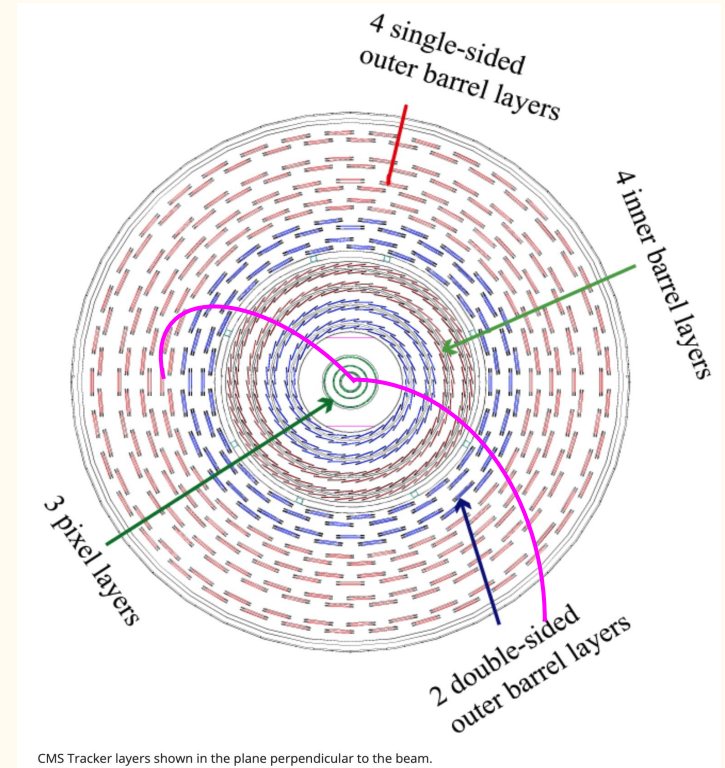 4 single-sided
outer barrel layers
4 inner barrel layers
3 pixel layers
2 double-sided
outer barrel layers
CMS Tracker layers shown in the plane perpendicular to the beam.